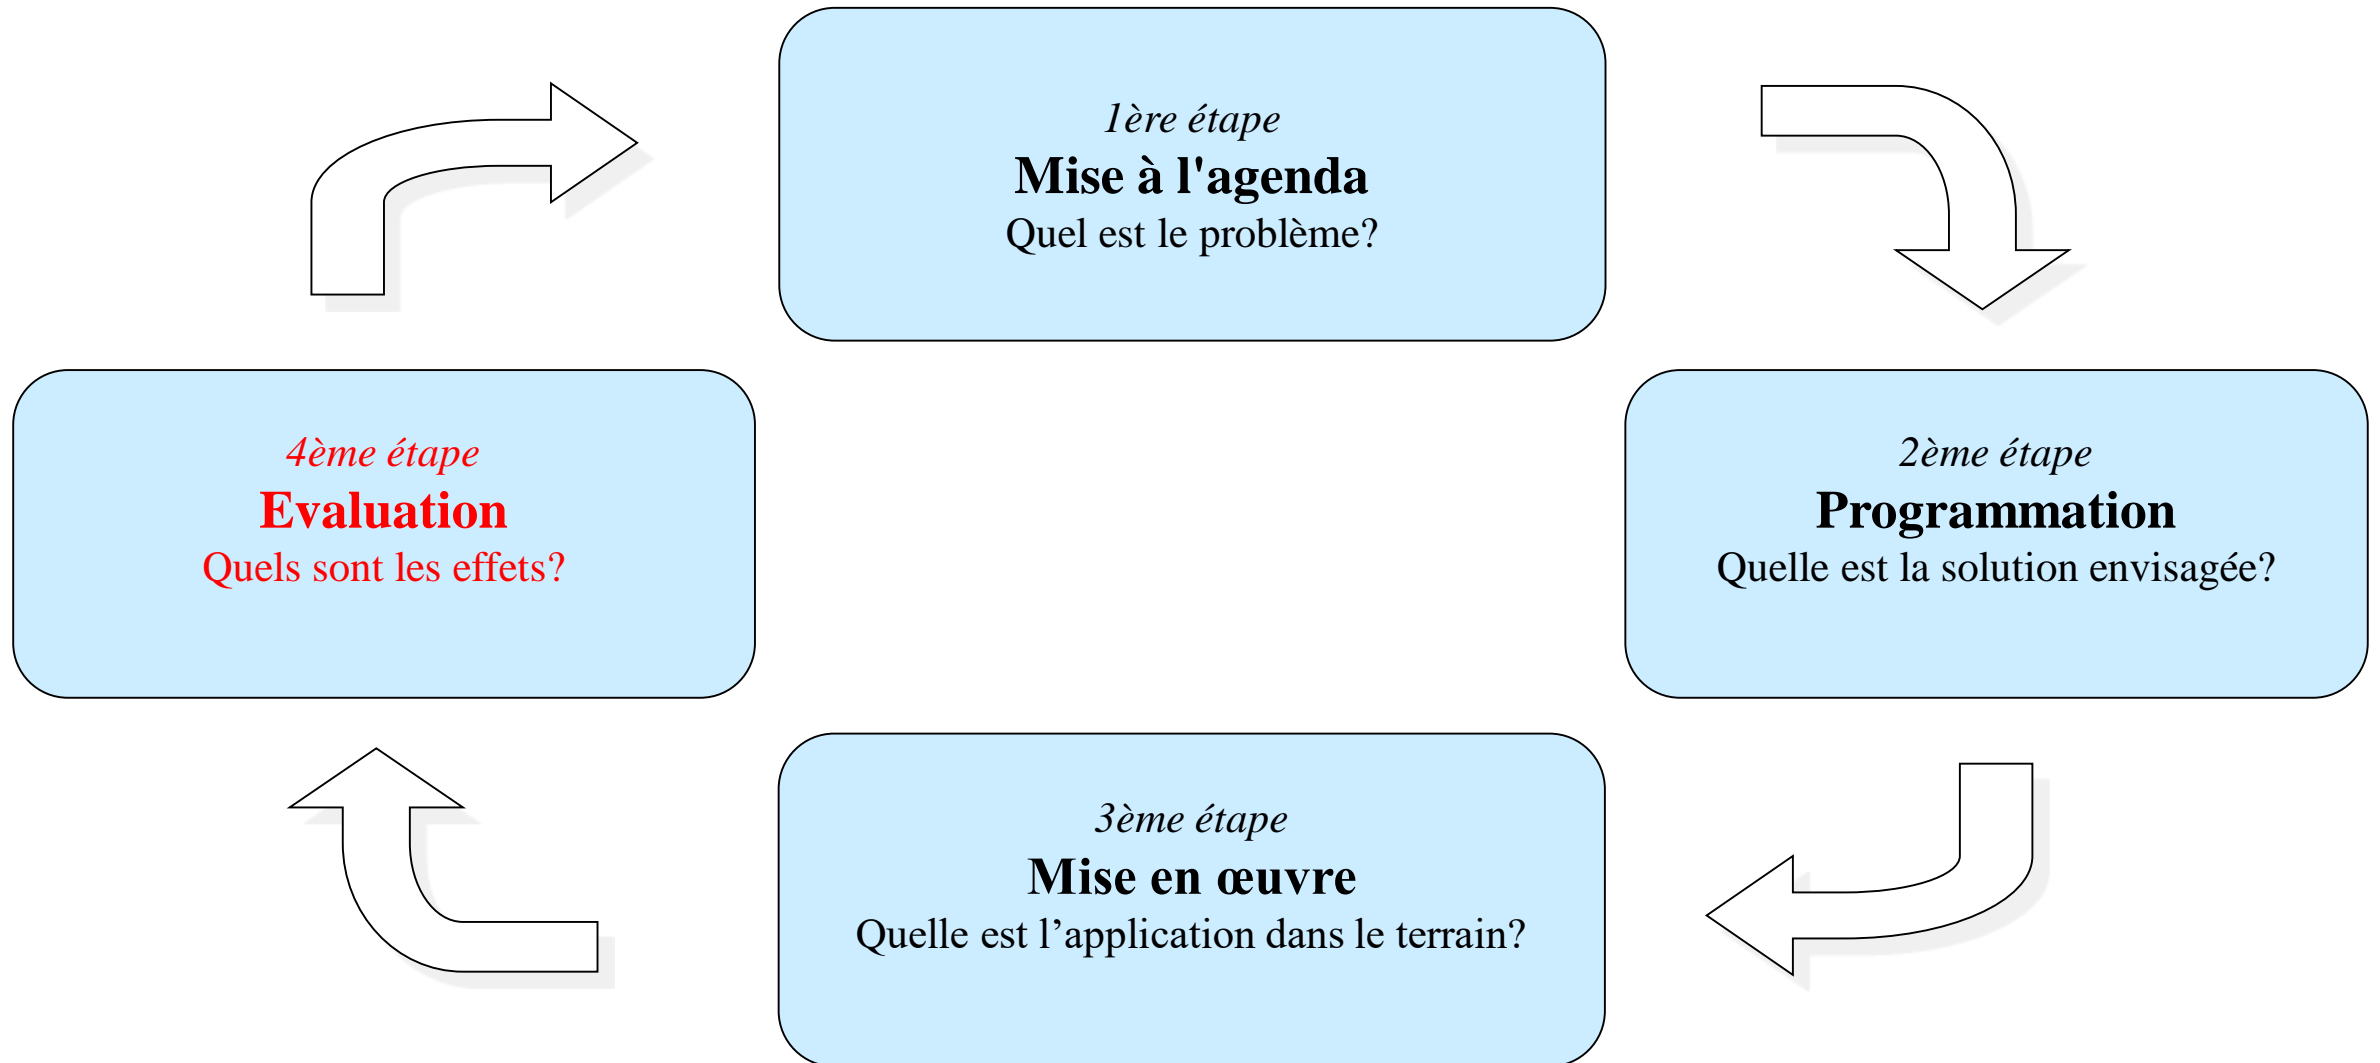 1ère étape
Mise à l'agenda
Quel est le problème?
2ème étape
Programmation
Quelle est la solution envisagée?
3ème étape
Mise en œuvre
Quelle est l’application dans le terrain?
4ème étape
Evaluation
Quels sont les effets?